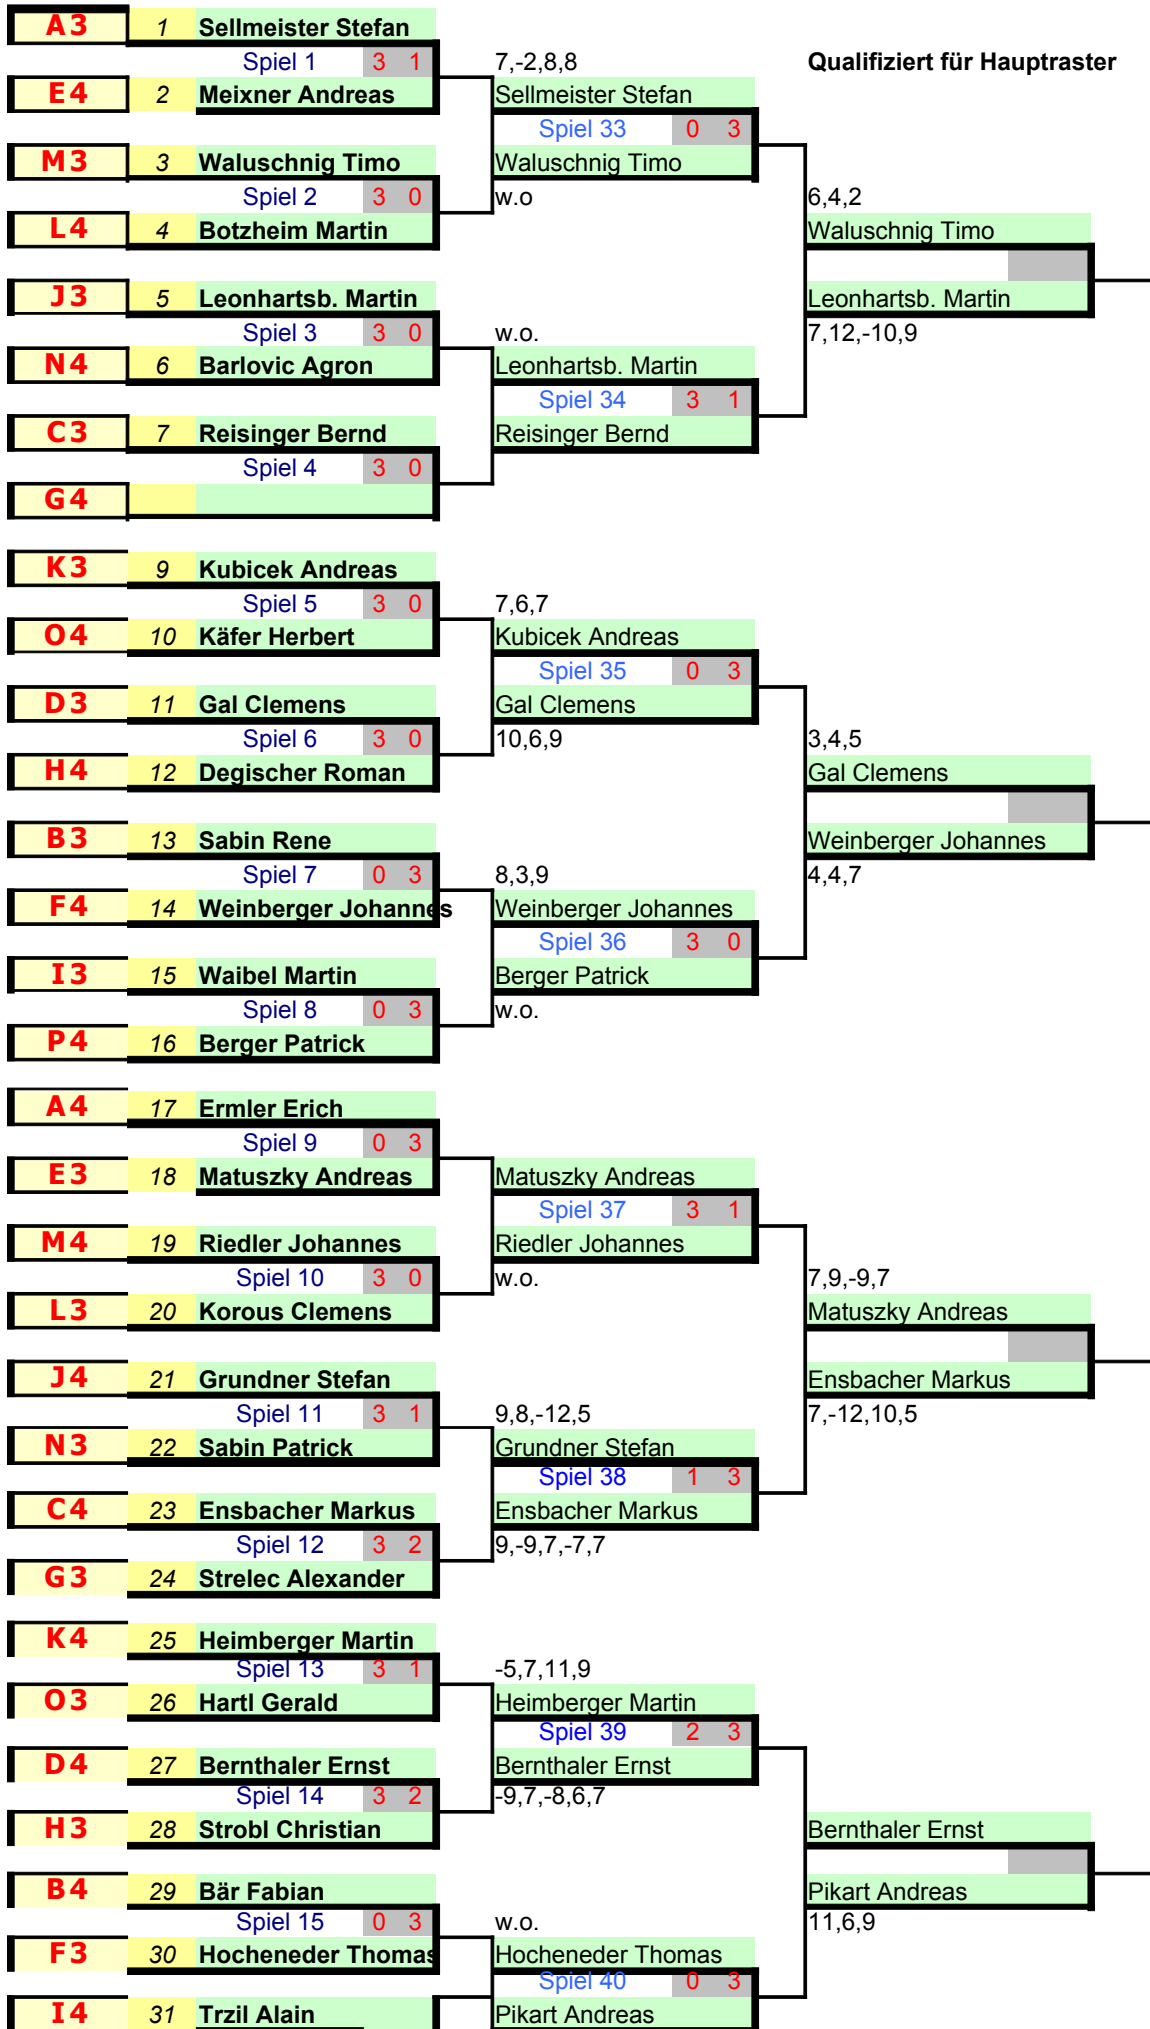 A3 1 Sellmeister Stefan
Spiel 1 3 1 7,-2,8,8 Qualifiziert für Hauptraster
E4 2 Meixner Andreas Sellmeister Stefan
Spiel 33 0 3
M3 3 Waluschnig Timo Waluschnig Timo
Spiel 2 3 0 w.o 6,4,2
L4 4 Botzheim Martin Waluschnig Timo
J3 5 Leonhartsb. Martin Leonhartsb. Martin
Spiel 3 3 0 w.o. 7,12,-10,9
N4 6 Barlovic Agron Leonhartsb. Martin
Spiel 34 3 1
C3 7 Reisinger Bernd Reisinger Bernd
Spiel 4 3 0
G4
K3 9 Kubicek Andreas
Spiel 5 3 0 7,6,7
O4 10 Käfer Herbert Kubicek Andreas
Spiel 35 0 3
D3 11 Gal Clemens Gal Clemens
Spiel 6 3 0 10,6,9 3,4,5
H4 12 Degischer Roman Gal Clemens
B3 13 Sabin Rene Weinberger Johannes
Spiel 7 0 3 8,3,9 4,4,7
F4 14 Weinberger Johannes Weinberger Johannes
Spiel 36 3 0
I3 15 Waibel Martin Berger Patrick
Spiel 8 0 3 w.o.
P4 16 Berger Patrick
A4 17 Ermler Erich
Spiel 9 0 3
E3 18 Matuszky Andreas Matuszky Andreas
Spiel 37 3 1
M4 19 Riedler Johannes Riedler Johannes
Spiel 10 3 0 w.o. 7,9,-9,7
L3 20 Korous Clemens Matuszky Andreas
J4 21 Grundner Stefan Ensbacher Markus
Spiel 11 3 1 9,8,-12,5 7,-12,10,5
N3 22 Sabin Patrick Grundner Stefan
Spiel 38 1 3
C4 23 Ensbacher Markus Ensbacher Markus
Spiel 12 3 2 9,-9,7,-7,7
G3 24 Strelec Alexander
K4 25 Heimberger Martin
Spiel 13 3 1 -5,7,11,9
O3 26 Hartl Gerald Heimberger Martin
Spiel 39 2 3
D4 27 Bernthaler Ernst Bernthaler Ernst
Spiel 14 3 2 -9,7,-8,6,7
H3 28 Strobl Christian Bernthaler Ernst
B4 29 Bär Fabian Pikart Andreas
Spiel 15 0 3 w.o. 11,6,9
F3 30 Hocheneder Thomas Hocheneder Thomas
Spiel 40 0 3
I4 31 Trzil Alain Pikart Andreas